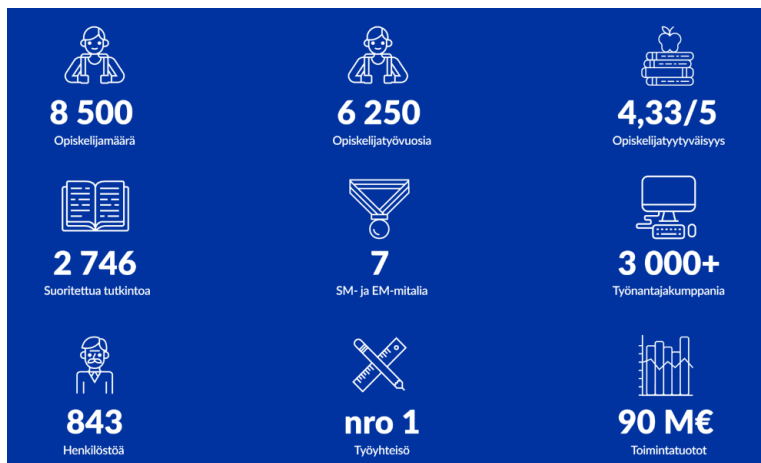 8 500
Opiskelijamäärä
6 250
Opiskelijatyövuosia
4,33/5
Opiskelijatyytyväisyys
2 746
Suoritettua tutkintoa
7
SM- ja EM-mitalia
3 000+
Työnantajakumppania
843
Henkilöstöä
nro 1
Työyhteisö
90 M€
Toimintatuotot